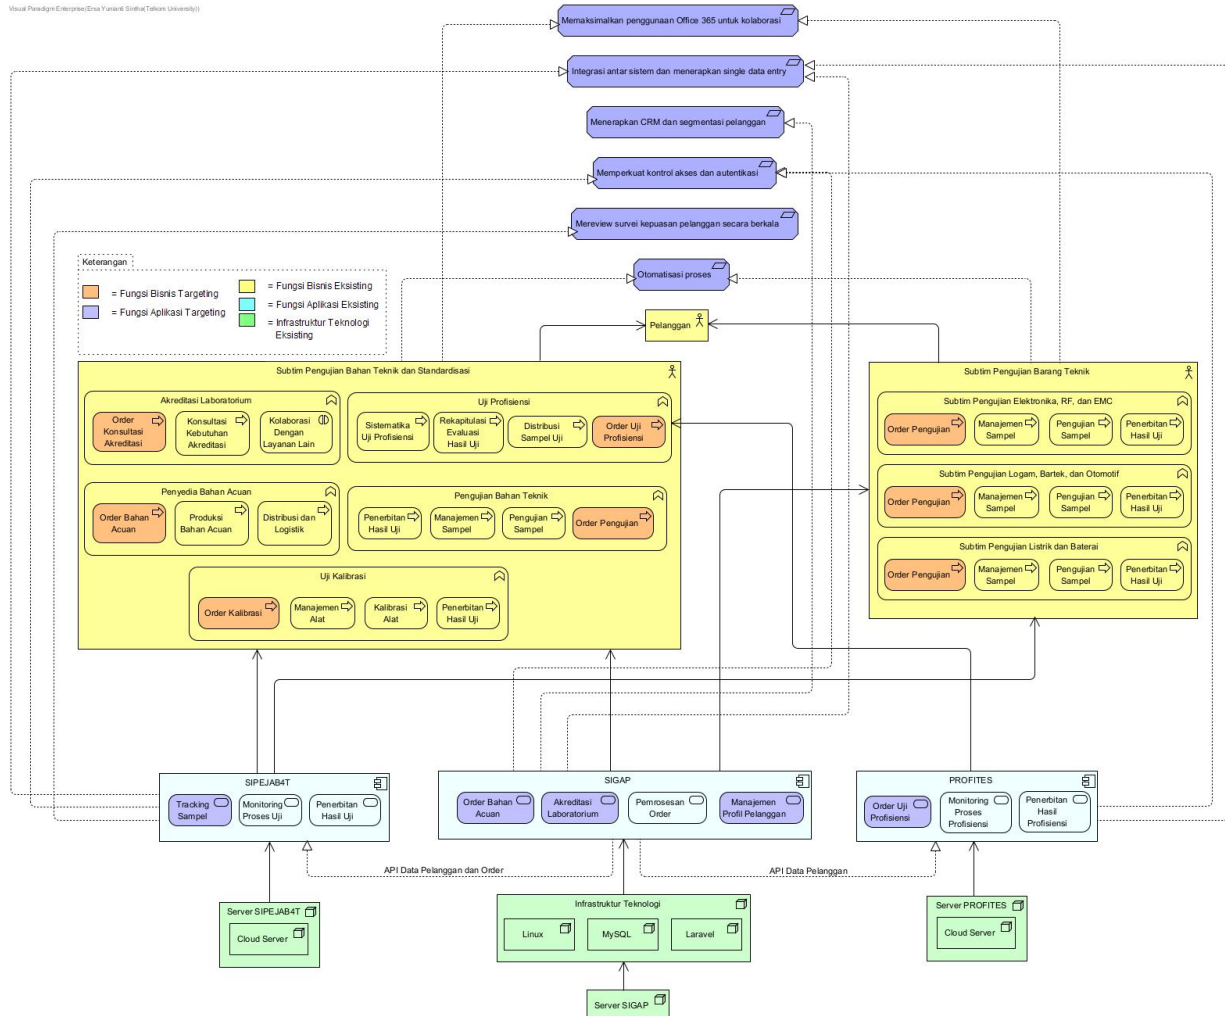 Visual Paradigm Enterprise(Ersa Yunianti Sintha(Telkom University))
Memaksimalkan penggunaan Office 365 untuk kolaborasi
Integrasi antar sistem dan menerapkan single data entry
Menerapkan CRM dan segmentasi pelanggan
Memperkuat kontrol akses dan autentikasi
Mereview survei kepuasan pelanggan secara berkala
Otomatisasi proses
Keterangan
= Fungsi Bisnis Targeting
= Fungsi Aplikasi Targeting
= Fungsi Bisnis Eksisting
= Fungsi Aplikasi Eksisting
= Infrastruktur Teknologi
Eksisting
Pelanggan
Subtim Pengujian Bahan Teknik dan Standardisasi
Akreditasi Laboratorium
Order
Konsultasi
Akreditasi
Konsultasi
Kebutuhan
Akreditasi
Kolaborasi
Dengan
Layanan Lain
Uji Profisiensi
Sistematika
Uji Profisiensi
Rekapitulasi
Evaluasi
Hasil Uji
Distribusi
Sampel Uji
Order Uji
Profisiensi
Penyedia Bahan Acuan
Order Bahan
Acuan
Produksi
Bahan Acuan
Distribusi dan
Logistik
Pengujian Bahan Teknik
Penerbitan
Hasil Uji
Manajemen
Sampel
Pengujian
Sampel
Order Pengujian
Uji Kalibrasi
Order Kalibrasi
Manajemen
Alat
Kalibrasi
Alat
Penerbitan
Hasil Uji
Subtim Pengujian Barang Teknik
Subtim Pengujian Elektronika, RF, dan EMC
Order Pengujian
Manajemen
Sampel
Pengujian
Sampel
Penerbitan
Hasil Uji
Subtim Pengujian Logam, Bartek, dan Otomotif
Order Pengujian
Manajemen
Sampel
Pengujian
Sampel
Penerbitan
Hasil Uji
Subtim Pengujian Listrik dan Baterai
Order Pengujian
Manajemen
Sampel
Pengujian
Sampel
Penerbitan
Hasil Uji
SIPEJAB4T
Tracking
Sampel
Monitoring
Proses Uji
Penerbitan
Hasil Uji
SIGAP
Order Bahan
Acuan
Akreditasi
Laboratorium
Pemrosesan
Order
Manajemen
Profil Pelanggan
PROFITES
Order Uji
Profisiensi
Monitoring
Proses
Profisiensi
Penerbitan
Hasil
Profisiensi
API Data Pelanggan dan Order
API Data Pelanggan
Server SIPEJAB4T
Cloud Server
Infrastruktur Teknologi
Linux
MySQL
Laravel
Server PROFITES
Cloud Server
Server SIGAP